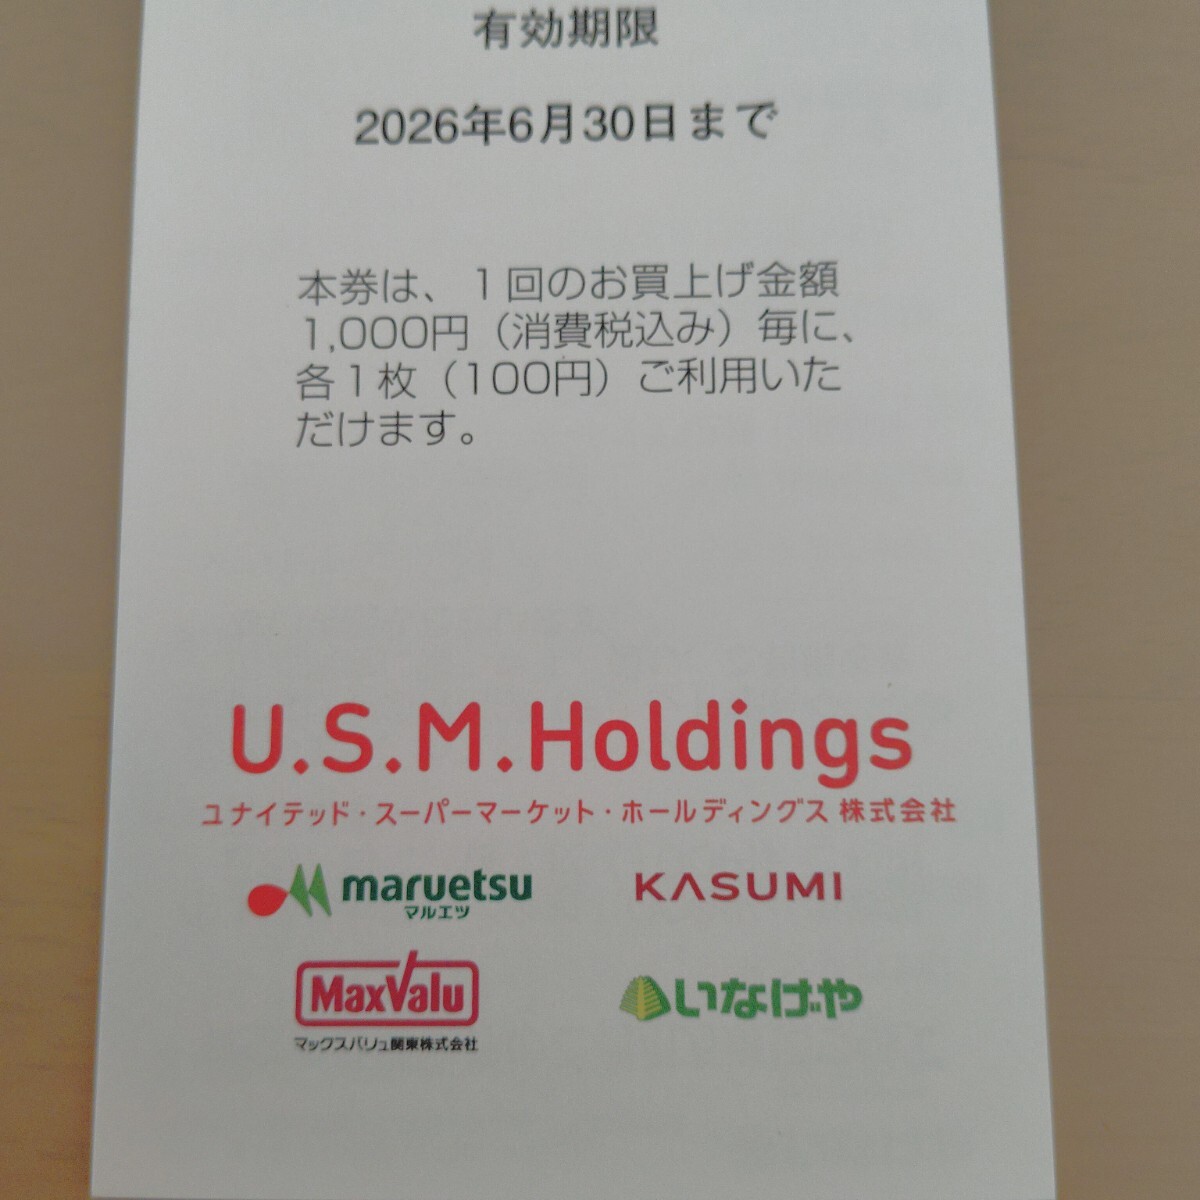 有効期限
2026年6月30日まで
本券は、1回のお買上げ金額
1,000円（消費税込み）毎に、
各1枚（100円）ご利用いた
だけます。
U.S.M.Holdings
ユナイテッド・スーパーマーケット・ホールディングス 株式会社
maruetsu
マルエツ
KASUMI
MaxValu
マックスバリュ関東株式会社
いなげや